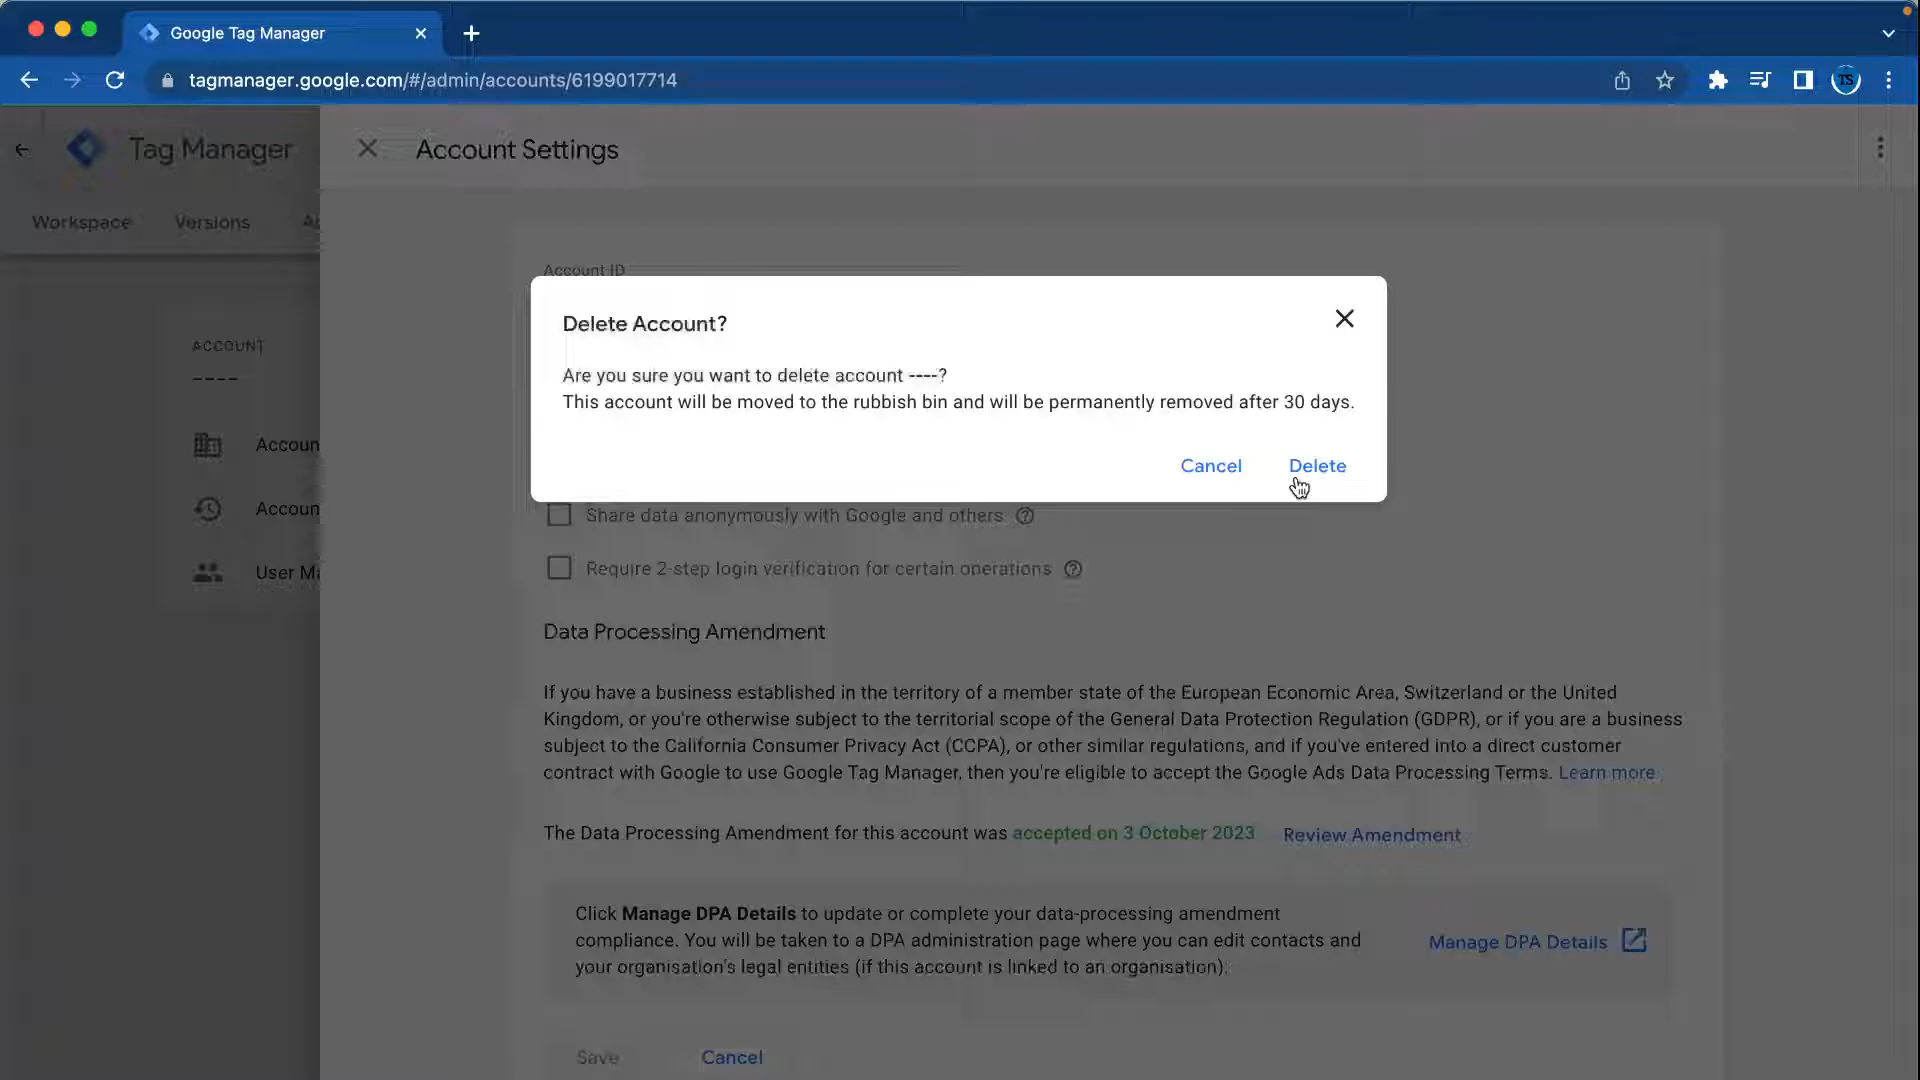 Google Tag Manager
tagmanager.google.com/#/admin/accounts/6199017714
TS
Tag Manager
Account Settings
Workspace Versions
Account ID
Delete Account?
Are you sure you want to delete account ----?
This account will be moved to the rubbish bin and will be permanently removed after 30 days.
Cancel Delete
ACCOUNT
----
Accoun
Accoun
User M
Share data anonymously with Google and others
Require 2-step login verification for certain operations
Data Processing Amendment
If you have a business established in the territory of a member state of the European Economic Area, Switzerland or the United
Kingdom, or you're otherwise subject to the territorial scope of the General Data Protection Regulation (GDPR), or if you are a business
subject to the California Consumer Privacy Act (CCPA), or other similar regulations, and if you've entered into a direct customer
contract with Google to use Google Tag Manager, then you're eligible to accept the Google Ads Data Processing Terms. Learn more
The Data Processing Amendment for this account was accepted on 3 October 2023 Review Amendment
Click Manage DPA Details to update or complete your data-processing amendment
compliance. You will be taken to a DPA administration page where you can edit contacts and
your organisation's legal entities (if this account is linked to an organisation).
Manage DPA Details
Save Cancel